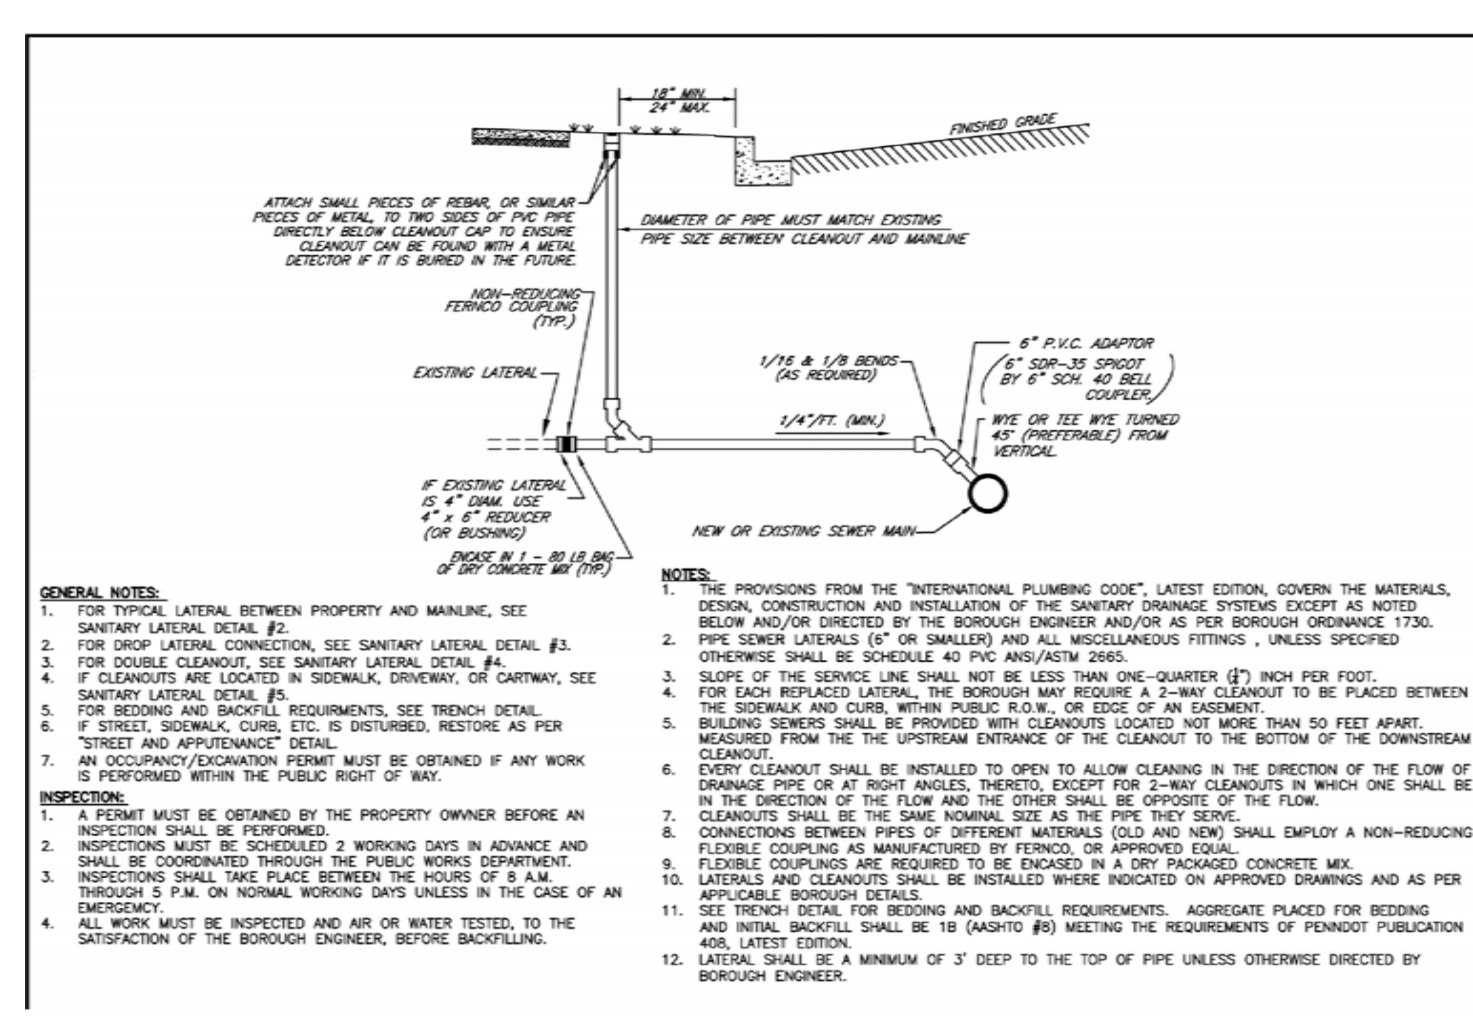 18" MIN.
24" MAX.
FINISHED GRADE
ATTACH SMALL PIECES OF REBAR, OR SIMILAR
PIECES OF METAL, TO TWO SIDES OF PVC PIPE
DIRECTLY BELOW CLEANOUT CAP TO ENSURE
CLEANOUT CAN BE FOUND WITH A METAL
DETECTOR IF IT IS BURIED IN THE FUTURE.
DIAMETER OF PIPE MUST MATCH EXISTING
PIPE SIZE BETWEEN CLEANOUT AND MAINLINE
NON-REDUCING
FERNCO COUPLING
(TYP.)
EXISTING LATERAL
1/16 & 1/8 BENDS
(AS REQUIRED)
6" P.V.C. ADAPTOR
(6" SDR-35 SPIGOT
BY 6" SCH. 40 BELL
COUPLER)
1/4"/FT. (MIN.)
WYE OR TEE WYE TURNED
45° (PREFERABLE) FROM
VERTICAL.
IF EXISTING LATERAL
IS 4" DIAM. USE
4" x 6" REDUCER
(OR BUSHING)
NEW OR EXISTING SEWER MAIN
ENCASE IN 1 - 80 LB BAG
OF DRY CONCRETE MIX (TYP.)
GENERAL NOTES:
1. FOR TYPICAL LATERAL BETWEEN PROPERTY AND MAINLINE, SEE
SANITARY LATERAL DETAIL #2.
2. FOR DROP LATERAL CONNECTION, SEE SANITARY LATERAL DETAIL #3.
3. FOR DOUBLE CLEANOUT, SEE SANITARY LATERAL DETAIL #4.
4. IF CLEANOUTS ARE LOCATED IN SIDEWALK, DRIVEWAY, OR CARTWAY, SEE
SANITARY LATERAL DETAIL #5.
5. FOR BEDDING AND BACKFILL REQUIRMENTS, SEE TRENCH DETAIL.
6. IF STREET, SIDEWALK, CURB, ETC. IS DISTURBED, RESTORE AS PER
"STREET AND APPUTENANCE" DETAIL.
7. AN OCCUPANCY/EXCAVATION PERMIT MUST BE OBTAINED IF ANY WORK
IS PERFORMED WITHIN THE PUBLIC RIGHT OF WAY.
INSPECTION:
1. A PERMIT MUST BE OBTAINED BY THE PROPERTY OWVNER BEFORE AN
INSPECTION SHALL BE PERFORMED.
2. INSPECTIONS MUST BE SCHEDULED 2 WORKING DAYS IN ADVANCE AND
SHALL BE COORDINATED THROUGH THE PUBLIC WORKS DEPARTMENT.
3. INSPECTIONS SHALL TAKE PLACE BETWEEN THE HOURS OF 8 A.M.
THROUGH 5 P.M. ON NORMAL WORKING DAYS UNLESS IN THE CASE OF AN
EMERGEMCY.
4. ALL WORK MUST BE INSPECTED AND AIR OR WATER TESTED, TO THE
SATISFACTION OF THE BOROUGH ENGINEER, BEFORE BACKFILLING.
NOTES:
1. THE PROVISIONS FROM THE "INTERNATIONAL PLUMBING CODE", LATEST EDITION, GOVERN THE MATERIALS,
DESIGN, CONSTRUCTION AND INSTALLATION OF THE SANITARY DRAINAGE SYSTEMS EXCEPT AS NOTED
BELOW AND/OR DIRECTED BY THE BOROUGH ENGINEER AND/OR AS PER BOROUGH ORDINANCE 1730.
2. PIPE SEWER LATERALS (6" OR SMALLER) AND ALL MISCELLANEOUS FITTINGS , UNLESS SPECIFIED
OTHERWISE SHALL BE SCHEDULE 40 PVC ANSI/ASTM 2665.
3. SLOPE OF THE SERVICE LINE SHALL NOT BE LESS THAN ONE-QUARTER (¼") INCH PER FOOT.
4. FOR EACH REPLACED LATERAL, THE BOROUGH MAY REQUIRE A 2-WAY CLEANOUT TO BE PLACED BETWEEN
THE SIDEWALK AND CURB, WITHIN PUBLIC R.O.W., OR EDGE OF AN EASEMENT.
5. BUILDING SEWERS SHALL BE PROVIDED WITH CLEANOUTS LOCATED NOT MORE THAN 50 FEET APART.
MEASURED FROM THE THE UPSTREAM ENTRANCE OF THE CLEANOUT TO THE BOTTOM OF THE DOWNSTREAM
CLEANOUT.
6. EVERY CLEANOUT SHALL BE INSTALLED TO OPEN TO ALLOW CLEANING IN THE DIRECTION OF THE FLOW OF
DRAINAGE PIPE OR AT RIGHT ANGLES, THERETO, EXCEPT FOR 2-WAY CLEANOUTS IN WHICH ONE SHALL BE
IN THE DIRECTION OF THE FLOW AND THE OTHER SHALL BE OPPOSITE OF THE FLOW.
7. CLEANOUTS SHALL BE THE SAME NOMINAL SIZE AS THE PIPE THEY SERVE.
8. CONNECTIONS BETWEEN PIPES OF DIFFERENT MATERIALS (OLD AND NEW) SHALL EMPLOY A NON-REDUCING
FLEXIBLE COUPLING AS MANUFACTURED BY FERNCO, OR APPROVED EQUAL.
9. FLEXIBLE COUPLINGS ARE REQUIRED TO BE ENCASED IN A DRY PACKAGED CONCRETE MIX.
10. LATERALS AND CLEANOUTS SHALL BE INSTALLED WHERE INDICATED ON APPROVED DRAWINGS AND AS PER
APPLICABLE BOROUGH DETAILS.
11. SEE TRENCH DETAIL FOR BEDDING AND BACKFILL REQUIREMENTS. AGGREGATE PLACED FOR BEDDING
AND INITIAL BACKFILL SHALL BE 1B (AASHTO #8) MEETING THE REQUIREMENTS OF PENNDOT PUBLICATION
408, LATEST EDITION.
12. LATERAL SHALL BE A MINIMUM OF 3' DEEP TO THE TOP OF PIPE UNLESS OTHERWISE DIRECTED BY
BOROUGH ENGINEER.